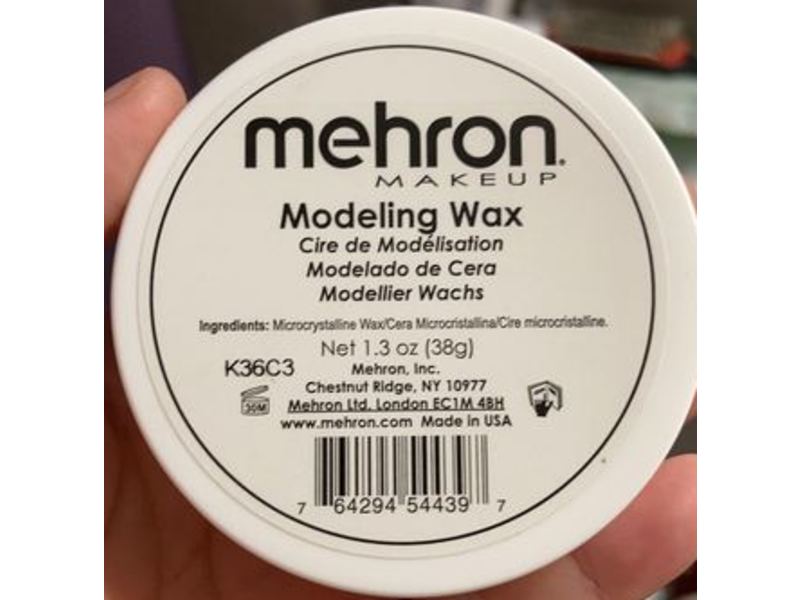 mehron.
MAKEUP
Modeling Wax
Cire de Modélisation
Modelado de Cera
Modellier Wachs
Ingredients: Microcrystalline Wax/Cera Microcristallina/Cire microcristalline.
Net 1.3 oz (38g)
K36C3
Mehron, Inc.
Chestnut Ridge, NY 10977
30M
Mehron Ltd. London EC1M 4BH
www.mehron.com Made in USA
7 64294 54439 7